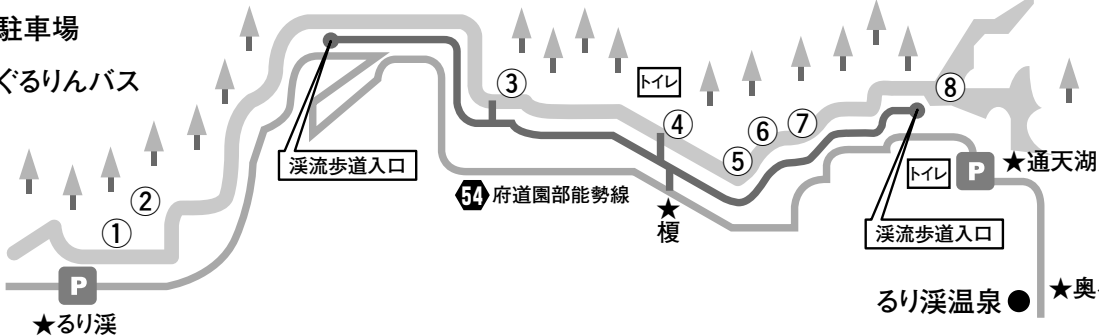 駐車場
ぐるりんバス
①
②
③
④
⑤
⑥
⑦
⑧
トイレ
渓流歩道入口
54 府道園部能勢線
★
榎
トイレ
P
★通天湖
渓流歩道入口
P
★るり渓
るり渓温泉●
★奥